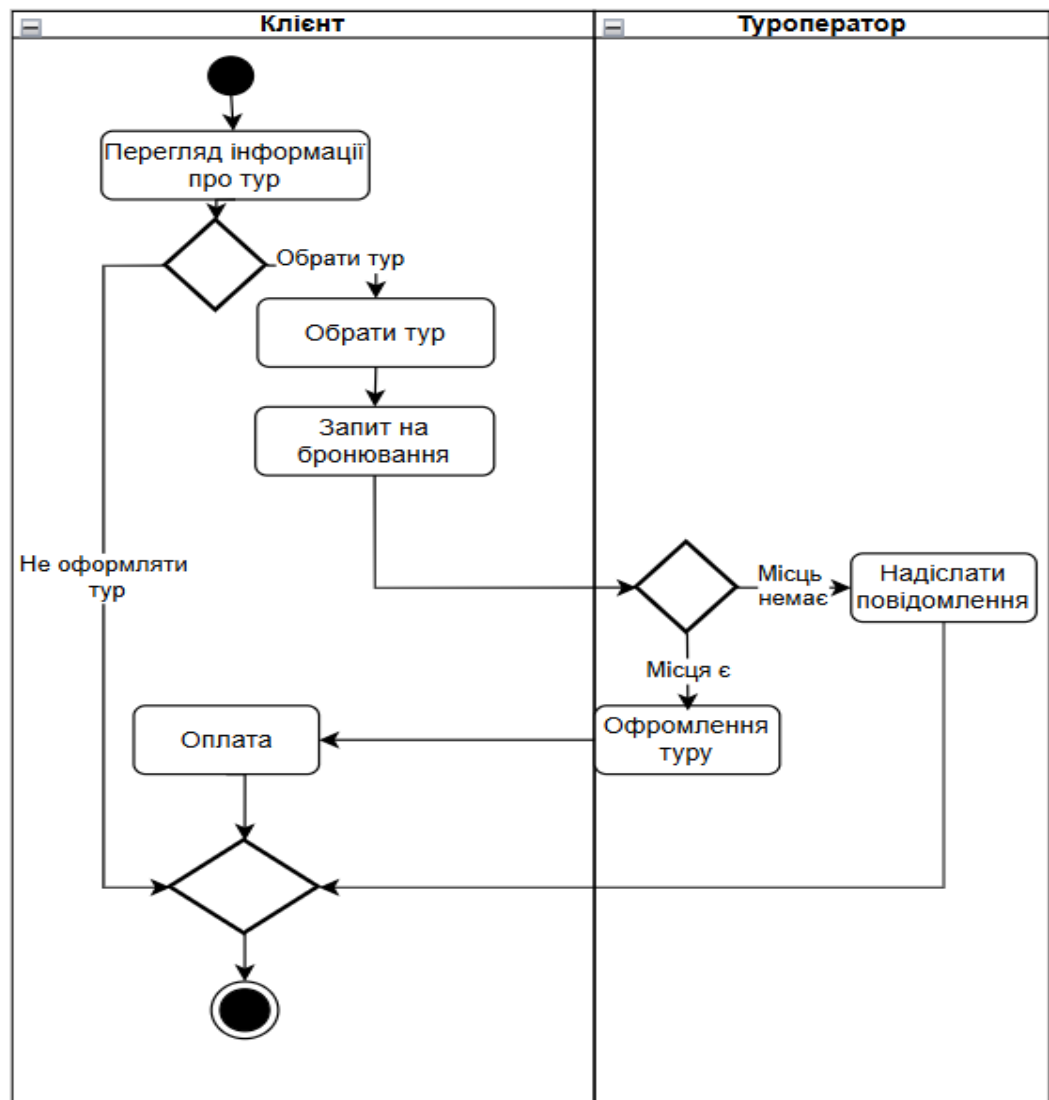 Клієнт
Туроператор
Перегляд інформації
про тур
Обрати тур
Обрати тур
Запит на
бронювання
Не оформляти
тур
Місць
немає
Надіслати
повідомлення
Місця є
Офромлення
туру
Оплата